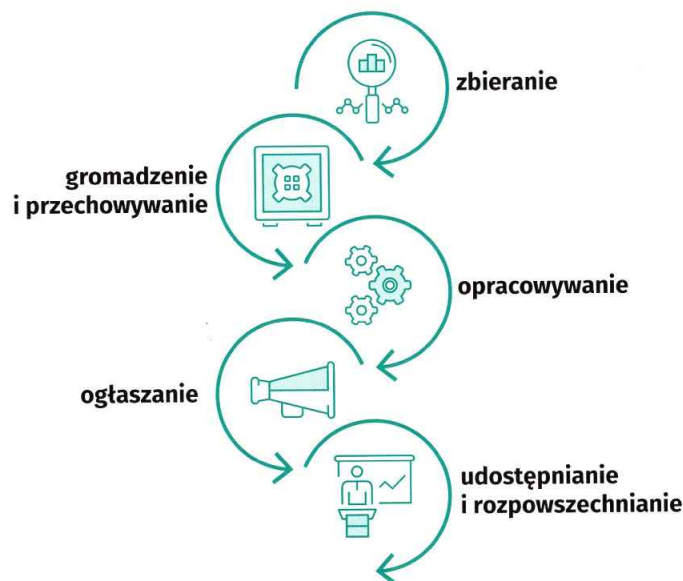 zbieranie
gromadzenie
i przechowywanie
opracowywanie
ogłaszanie
udostępnianie
i rozpowszechnianie